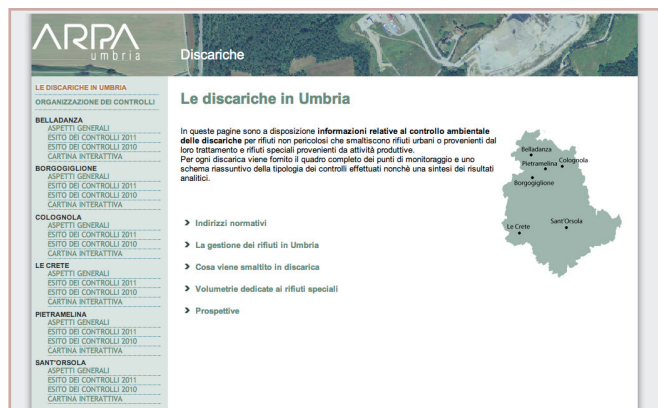 ARPA
umbria
Discariche
LE DISCARICHE IN UMBRIA
ORGANIZZAZIONE DEI CONTROLLI
BELLADANZA
ASPETTI GENERALI
ESITO DEI CONTROLLI 2011
ESITO DEI CONTROLLI 2010
CARTINA INTERATTIVA
BORGOGIGLIONE
ASPETTI GENERALI
ESITO DEI CONTROLLI 2011
ESITO DEI CONTROLLI 2010
CARTINA INTERATTIVA
COLOGNOLA
ASPETTI GENERALI
ESITO DEI CONTROLLI 2011
ESITO DEI CONTROLLI 2010
CARTINA INTERATTIVA
LE CRETE
ASPETTI GENERALI
ESITO DEI CONTROLLI 2011
ESITO DEI CONTROLLI 2010
CARTINA INTERATTIVA
PIETRAMELINA
ASPETTI GENERALI
ESITO DEI CONTROLLI 2011
ESITO DEI CONTROLLI 2010
CARTINA INTERATTIVA
SANT'ORSOLA
ASPETTI GENERALI
ESITO DEI CONTROLLI 2011
ESITO DEI CONTROLLI 2010
CARTINA INTERATTIVA
Le discariche in Umbria
In queste pagine sono a disposizione informazioni relative al controllo ambientale
delle discariche per rifiuti non pericolosi che smaltiscono rifiuti urbani o provenienti dal
loro trattamento e rifiuti speciali provenienti da attività produttive.
Per ogni discarica viene fornito il quadro completo dei punti di monitoraggio e uno
schema riassuntivo della tipologia dei controlli effettuati nonchè una sintesi dei risultati
analitici.
Indirizzi normativi
La gestione dei rifiuti in Umbria
Cosa viene smaltito in discarica
Volumetrie dedicate ai rifiuti speciali
Prospettive
Belladanza
Pietramelina
Colognola
Borgogiglione
Le Crete
Sant'Orsola